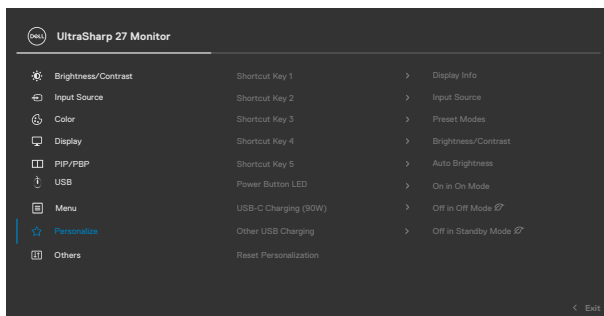 DELL UltraSharp 27 Monitor
Brightness/Contrast Shortcut Key 1 > Display Info
Input Source Shortcut Key 2 > Input Source
Color Shortcut Key 3 > Preset Modes
Display Shortcut Key 4 > Brightness/Contrast
PIP/PBP Shortcut Key 5 > Auto Brightness
USB Power Button LED > On in On Mode
Menu USB-C Charging (90W) > Off in Off Mode
Personalize Other USB Charging > Off in Standby Mode
Others Reset Personalization
< Exit